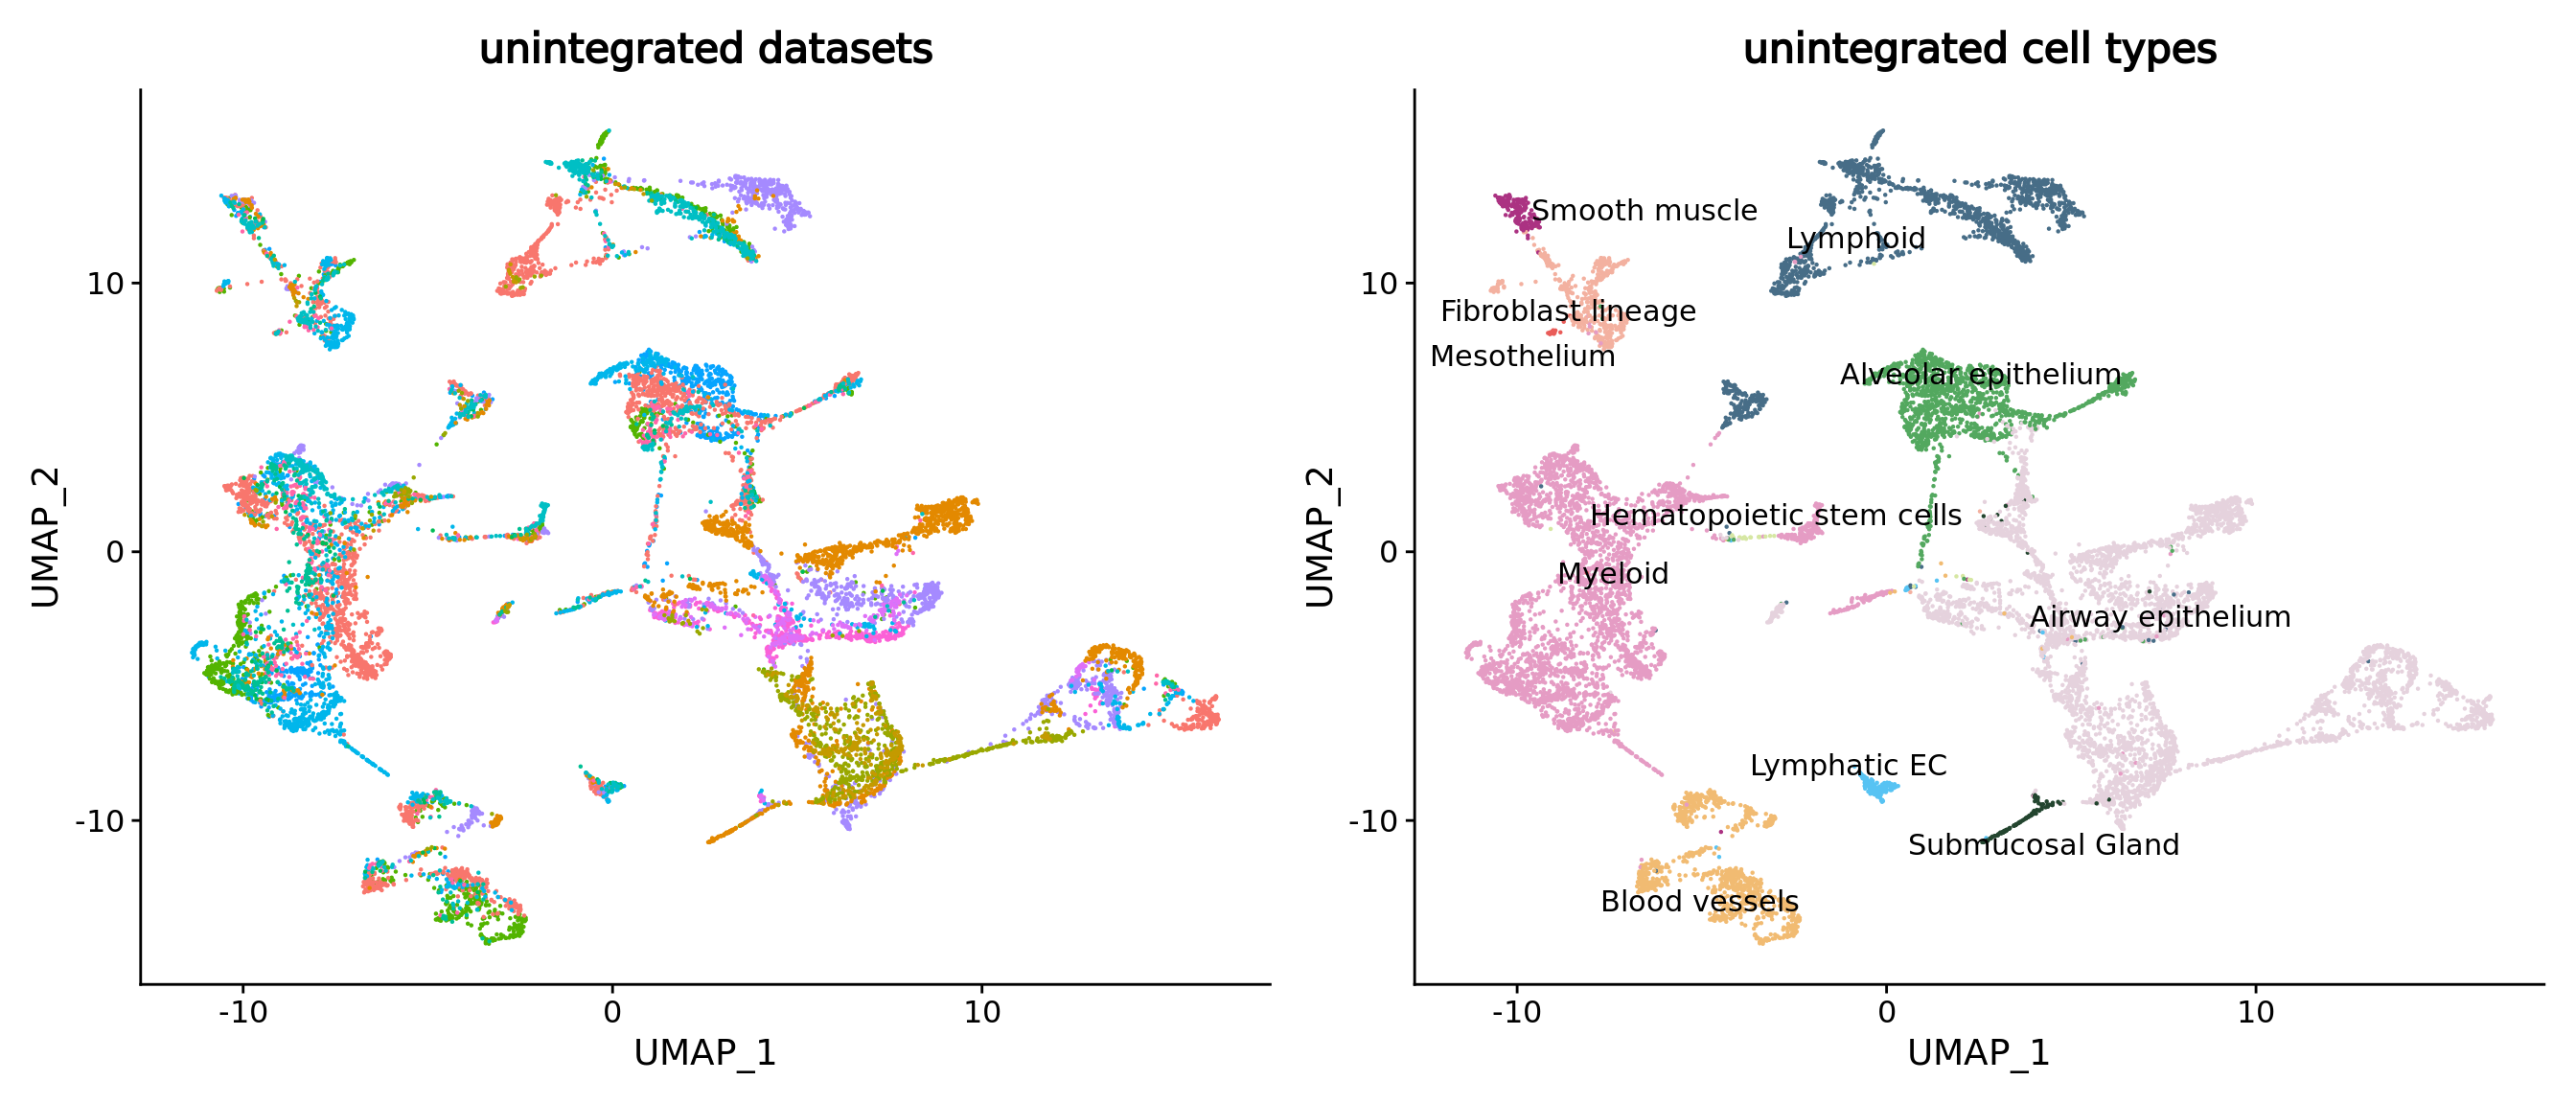 unintegrated datasets
10
0
-10
UMAP_2
-10 0 10
UMAP_1
unintegrated cell types
Smooth muscle
Lymphoid
Fibroblast lineage
Mesothelium
Alveolar epithelium
Hematopoietic stem cells
Myeloid
Airway epithelium
Lymphatic EC
Submucosal Gland
Blood vessels
10
0
-10
UMAP_2
-10 0 10
UMAP_1